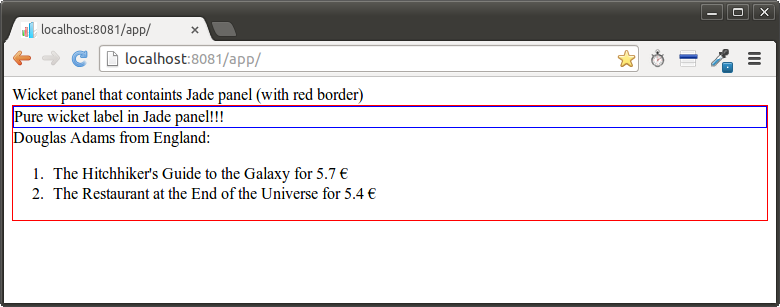 localhost:8081/app/
localhost:8081/app/
Wicket panel that containts Jade panel (with red border)
Pure wicket label in Jade panel!!!
Douglas Adams from England:
1. The Hitchhiker's Guide to the Galaxy for 5.7 €
2. The Restaurant at the End of the Universe for 5.4 €